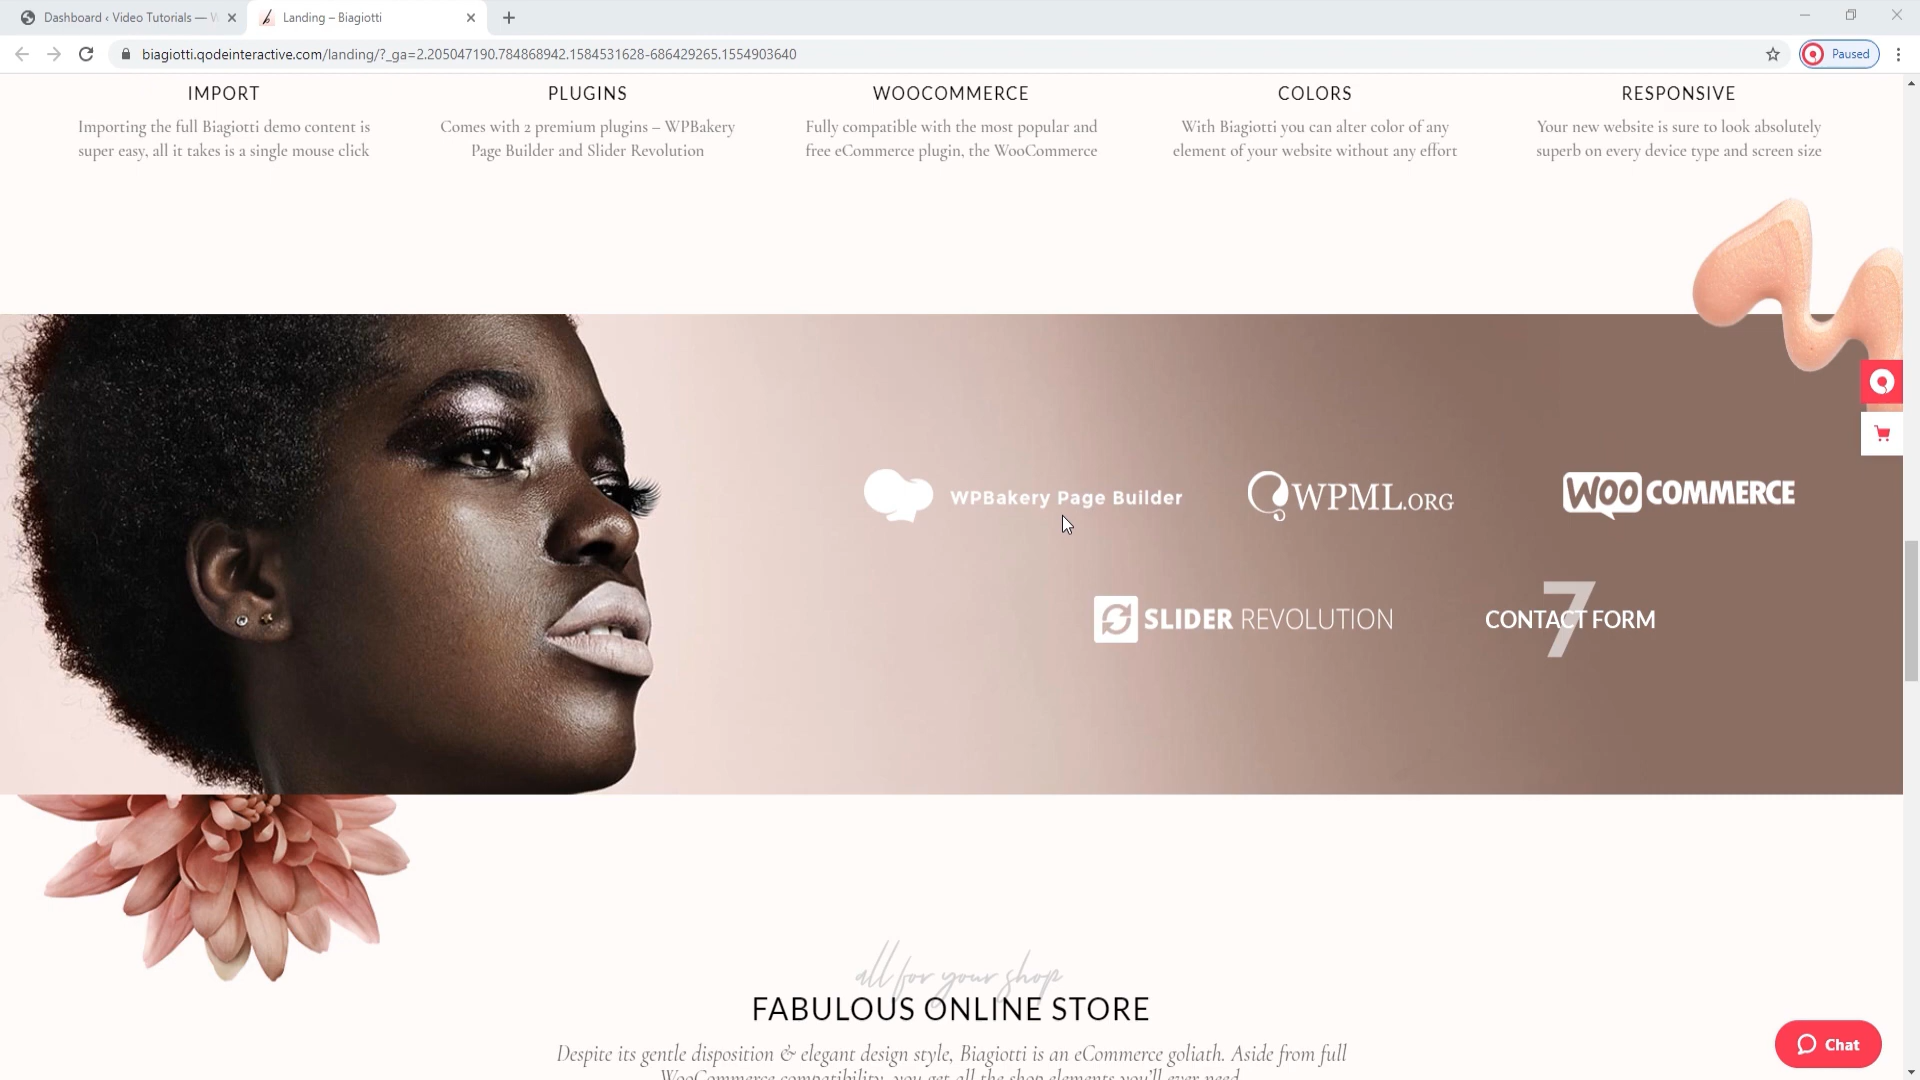 Dashboard ‹ Video Tutorials — W
Landing – Biagiotti
biagiotti.qodeinteractive.com/landing/?_ga=2.205047190.784868942.1584531628-686429265.1554903640
Paused
IMPORT
Importing the full Biagiotti demo content is
super easy, all it takes is a single mouse click
PLUGINS
Comes with 2 premium plugins – WPBakery
Page Builder and Slider Revolution
WOOCOMMERCE
Fully compatible with the most popular and
free eCommerce plugin, the WooCommerce
COLORS
With Biagiotti you can alter color of any
element of your website without any effort
RESPONSIVE
Your new website is sure to look absolutely
superb on every device type and screen size
WPBakery Page Builder
WPML.ORG
WOO COMMERCE
SLIDER REVOLUTION
CONTACT FORM 7
all for your shop
FABULOUS ONLINE STORE
Despite its gentle disposition & elegant design style, Biagiotti is an eCommerce goliath. Aside from full
WooCommerce compatibility, you get all the shop elements you'll ever need
Chat